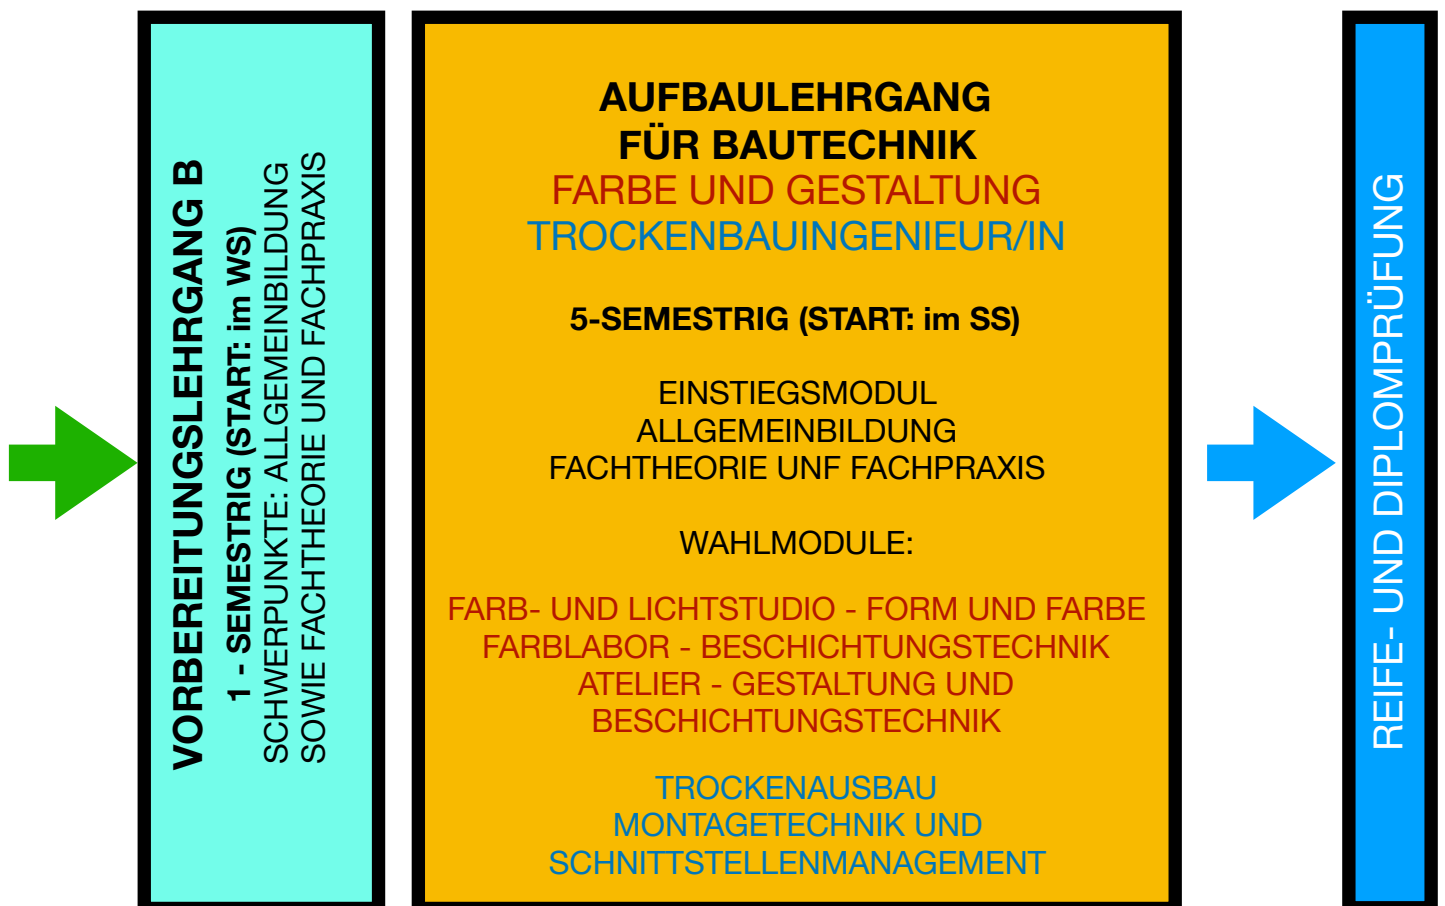 VORBEREITUNGSLEHRGANG B
1 - SEMESTRIG (START: im WS)
SCHWERPUNKTE: ALLGEMEINBILDUNG
SOWIE FACHTHEORIE UND FACHPRAXIS
AUFBAULEHRGANG
FÜR BAUTECHNIK
FARBE UND GESTALTUNG
TROCKENBAUINGENIEUR/IN
5-SEMESTRIG (START: im SS)
EINSTIEGSMODUL
ALLGEMEINBILDUNG
FACHTHEORIE UNF FACHPRAXIS
WAHLMODULE:
FARB- UND LICHTSTUDIO - FORM UND FARBE
FARBLABOR - BESCHICHTUNGSTECHNIK
ATELIER - GESTALTUNG UND
BESCHICHTUNGSTECHNIK
TROCKENAUSBAU
MONTAGETECHNIK UND
SCHNITTSTELLENMANAGEMENT
REIFE- UND DIPLOMPRÜFUNG